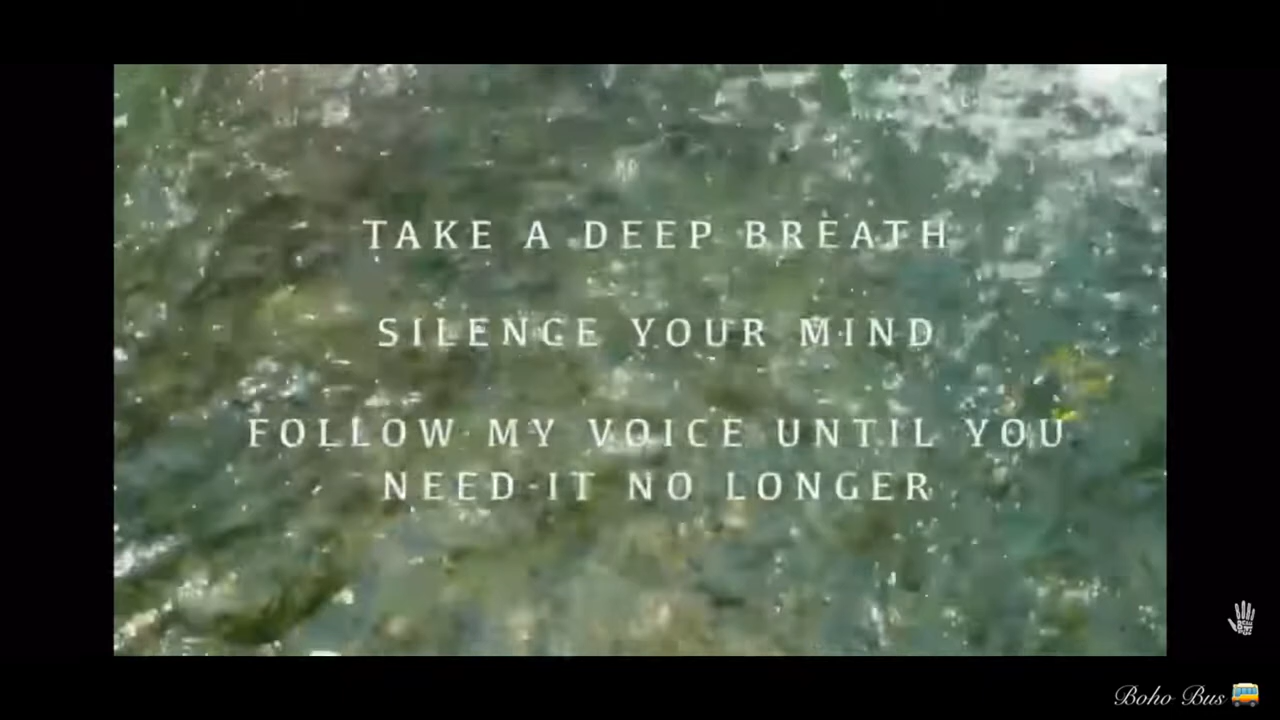 TAKE A DEEP BREATH
SILENCE YOUR MIND
FOLLOW MY VOICE UNTIL YOU
NEED IT NO LONGER
Boho Bus